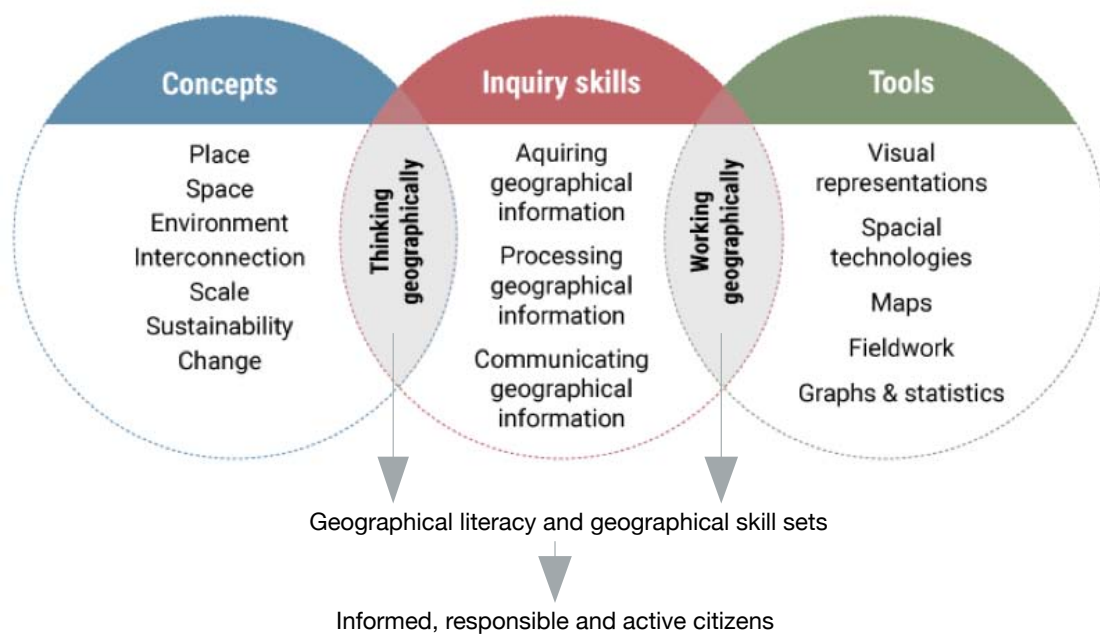 Concepts
Place
Space
Environment
Interconnection
Scale
Sustainability
Change
Thinking
geographically
Inquiry skills
Aquiring
geographical
information
Processing
geographical
information
Communicating
geographical
information
Working
geographically
Tools
Visual
representations
Spacial
technologies
Maps
Fieldwork
Graphs & statistics
Geographical literacy and geographical skill sets
Informed, responsible and active citizens